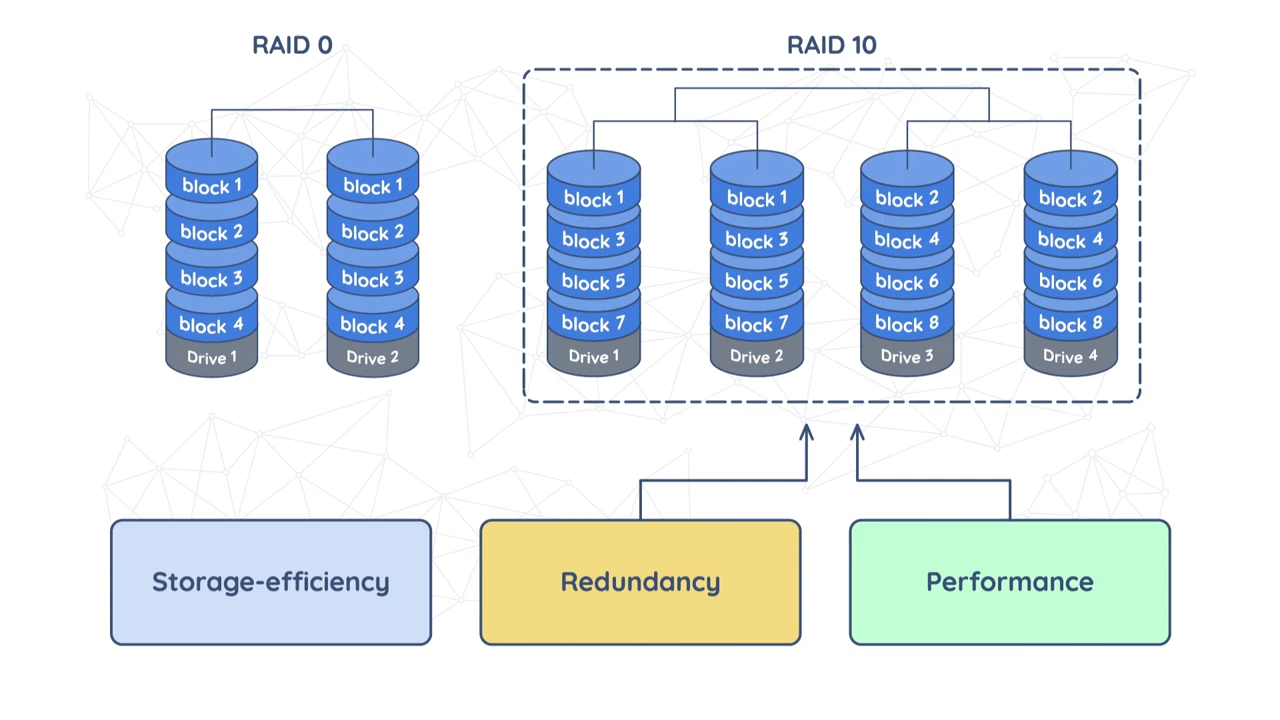 RAID 0
RAID 10
block 1
block 2
block 3
block 4
Drive 1
block 1
block 2
block 3
block 4
Drive 2
block 1
block 3
block 5
block 7
Drive 1
block 1
block 3
block 5
block 7
Drive 2
block 2
block 4
block 6
block 8
Drive 3
block 2
block 4
block 6
block 8
Drive 4
Storage-efficiency
Redundancy
Performance